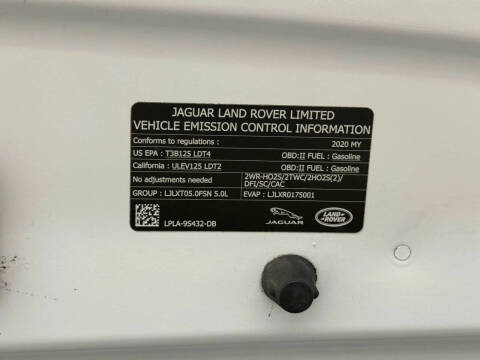 JAGUAR LAND ROVER LIMITED
VEHICLE EMISSION CONTROL INFORMATION
Conforms to regulations : 2020 MY
US EPA : T3B125 LDT4 OBD:II FUEL : Gasoline
California : ULEV125 LDT2 OBD:II FUEL : Gasoline
No adjustments needed 2WR-HO2S/2TWC/2HO2S(2)/
DFI/SC/CAC
GROUP : LJLXT05.0FSN 5.0L EVAP : LJLXR0175001
LPLA-95432-DB
JAGUAR
LAND-
ROVER